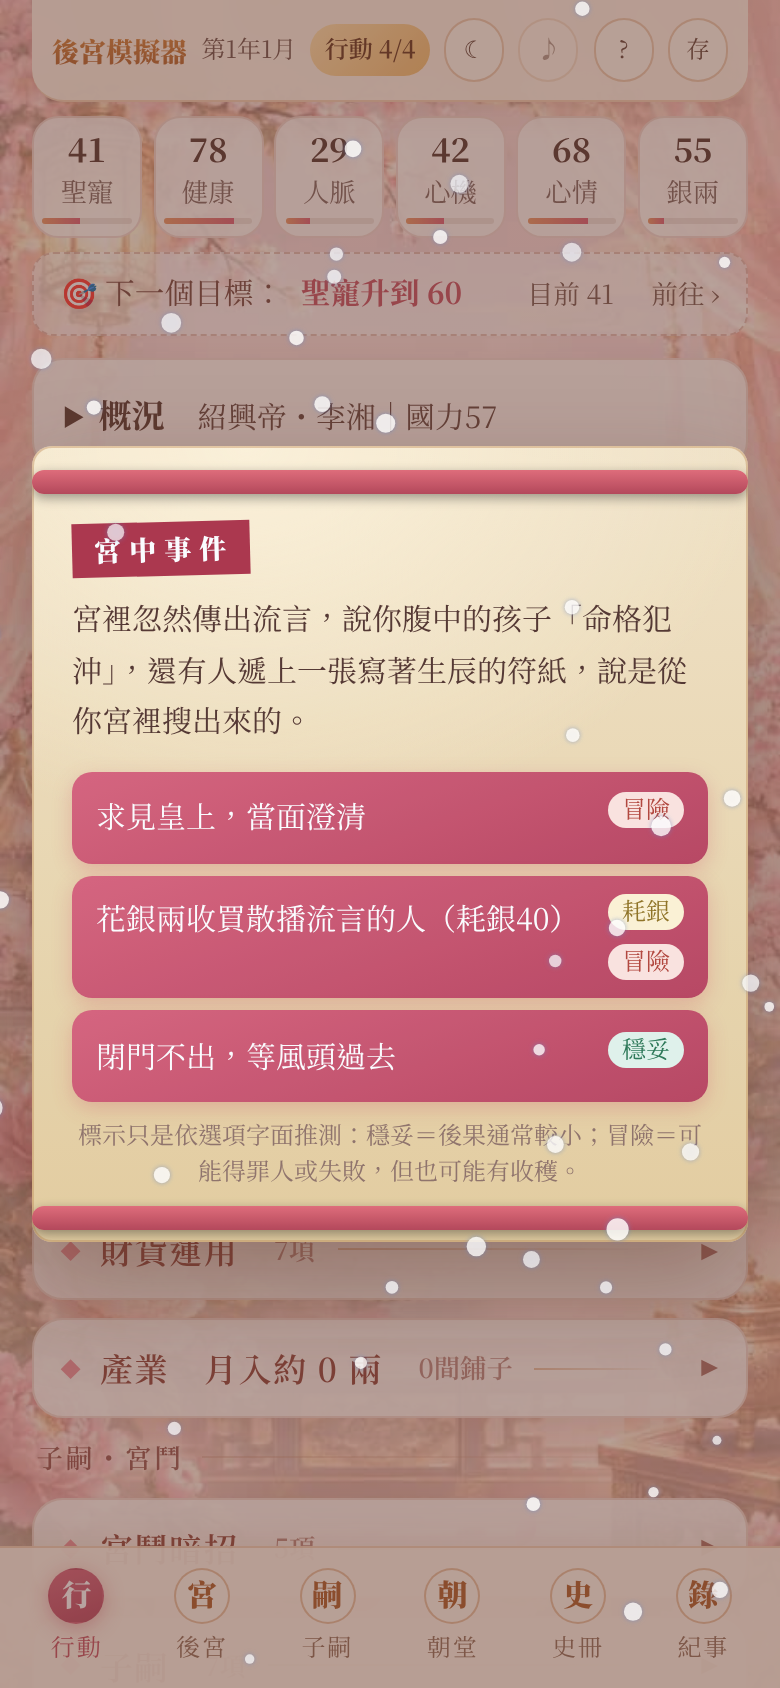 後宮模擬器 第1年1月 行動 4/4 ☾ ♪ ? 存
41 78 29 42 68 55
聖寵 健康 人脈 心機 心情 銀兩
下一個目標： 聖寵升到 60 目前 41 前往 ›
▶ 概況 紹興帝・李湘｜國力57
宮中事件
宮裡忽然傳出流言，說你腹中的孩子「命格犯
沖」，還有人遞上一張寫著生辰的符紙，說是從
你宮裡搜出來的。
求見皇上，當面澄清 冒險
花銀兩收買散播流言的人（耗銀40） 耗銀
冒險
閉門不出，等風頭過去 穩妥
標示只是依選項字面推測：穩妥＝後果通常較小；冒險＝可
能得罪人或失敗，但也可能有收穫。
◆ 財貨運用 7項 ▶
◆ 產業 月入約 0 兩 0間鋪子 ▶
子嗣・宮鬥
宮鬥暗招 5項
行 宮 嗣 朝 史 錄
行動 後宮 子嗣 朝堂 史冊 紀事